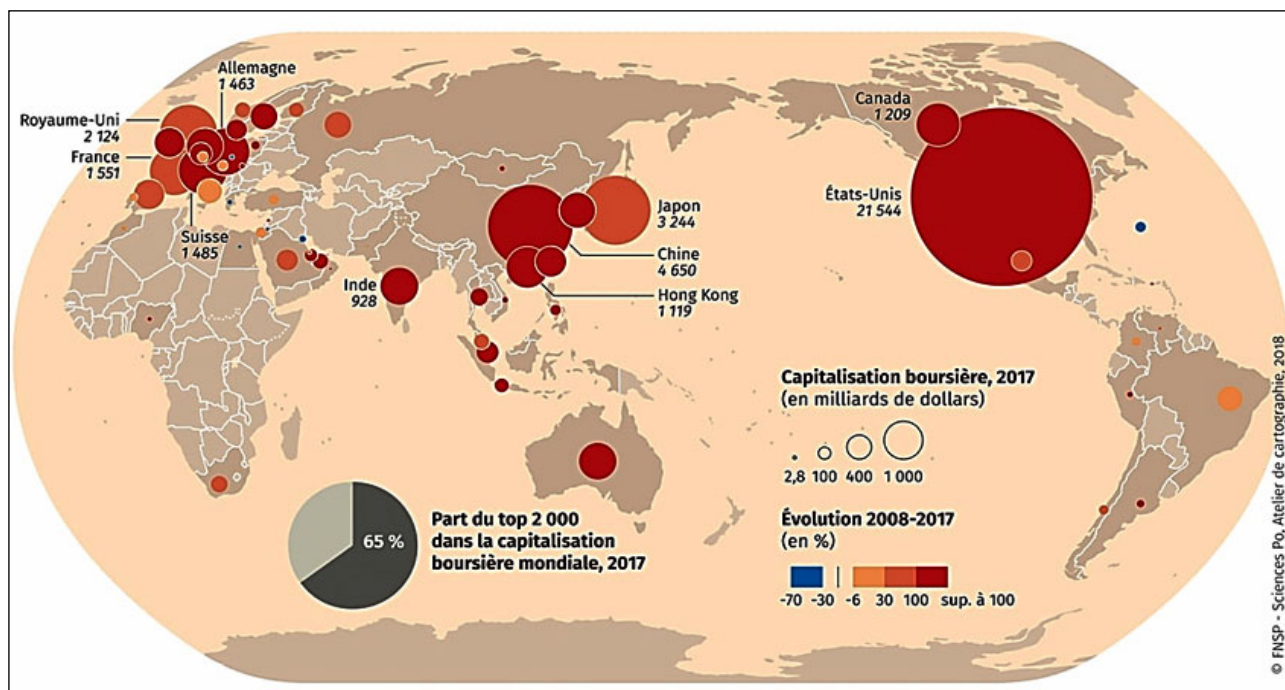 Allemagne
1 463
Royaume-Uni
2 124
France
1 551
Suisse
1 485
Inde
928
Japon
3 244
Chine
4 650
Hong Kong
1 119
Canada
1 209
États-Unis
21 544
Capitalisation boursière, 2017
(en milliards de dollars)
2,8 100 400 1 000
Évolution 2008-2017
(en %)
-70 -30 -6 30 100 sup. à 100
65 %
Part du top 2 000
dans la capitalisation
boursière mondiale, 2017
© FNSP - Sciences Po, Atelier de cartographie, 2018